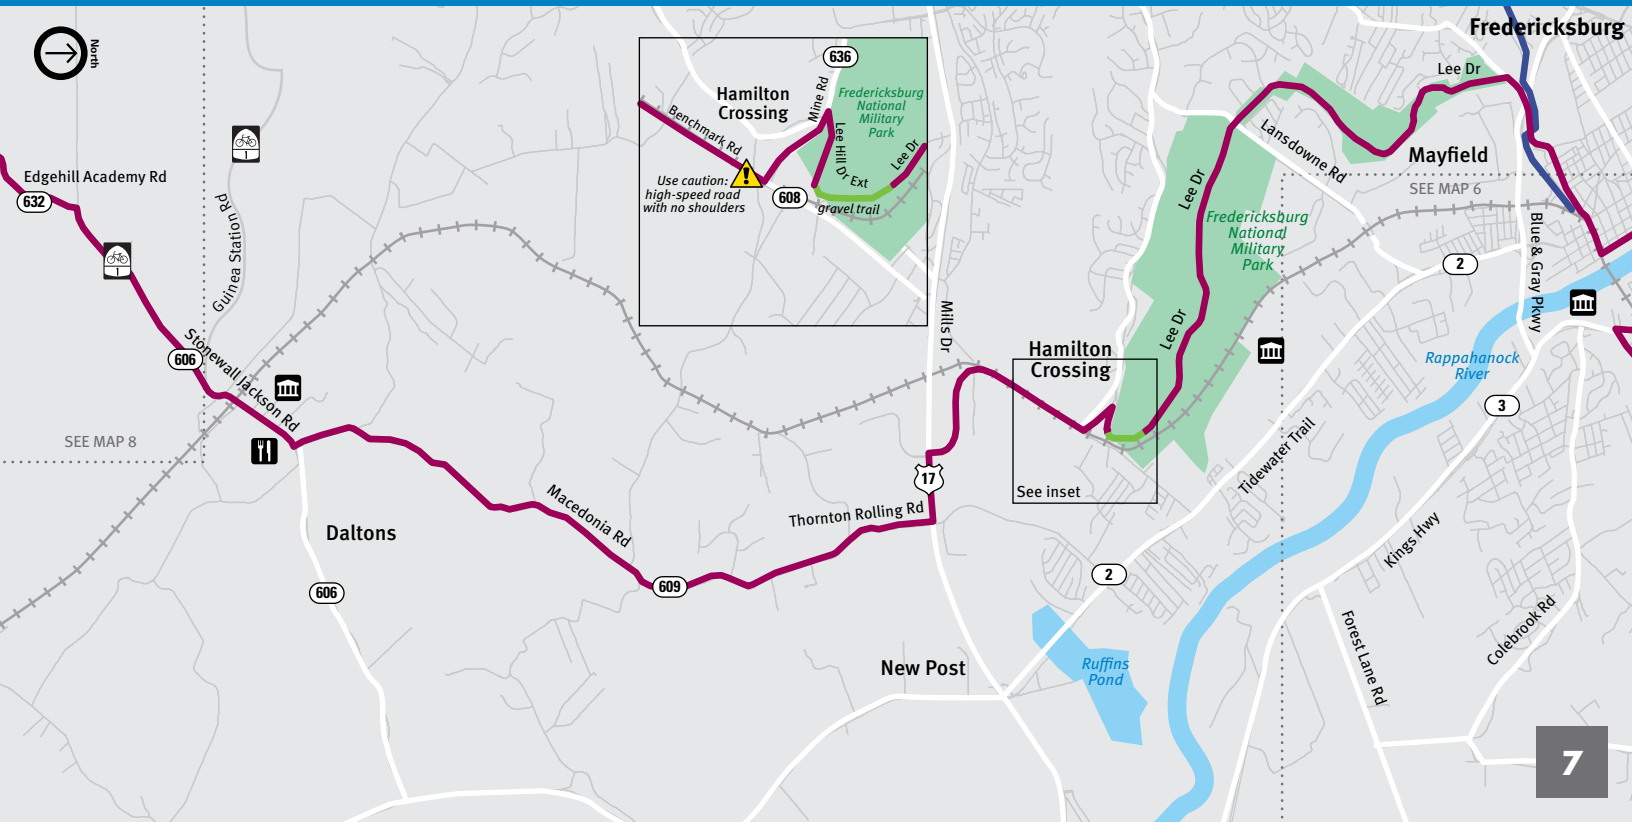 Fredericksburg
North
636
Hamilton
Crossing
Mine Rd
Fredericksburg
National
Military
Park
Benchmark Rd
Lee Hill Dr Ext
Lee Dr
Use caution:
high-speed road
with no shoulders
608
gravel trail
Lee Dr
Lansdowne Rd
Mayfield
SEE MAP 6
1
Edgehill Academy Rd
632
Guinea Station Rd
1
Lee Dr
Fredericksburg
National
Military
Park
2
Blue & Gray Pkwy
Mills Dr
Lee Dr
Stonewall Jackson Rd
606
Hamilton
Crossing
Rappahanock
River
3
SEE MAP 8
17
See inset
Tidewater Trail
Macedonia Rd
Thornton Rolling Rd
Daltons
Kings Hwy
609
2
606
Forest Lane Rd
Colebrook Rd
New Post
Ruffins
Pond
7